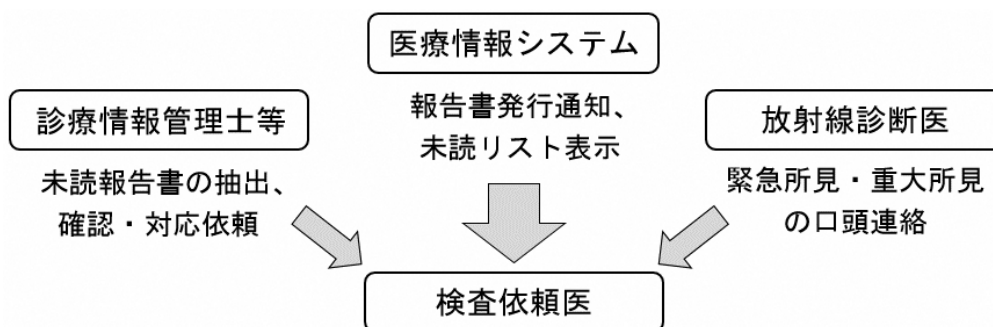 医療情報システム
報告書発行通知、
未読リスト表示
診療情報管理士等
未読報告書の抽出、
確認・対応依頼
放射線診断医
緊急所見・重大所見
の口頭連絡
検査依頼医